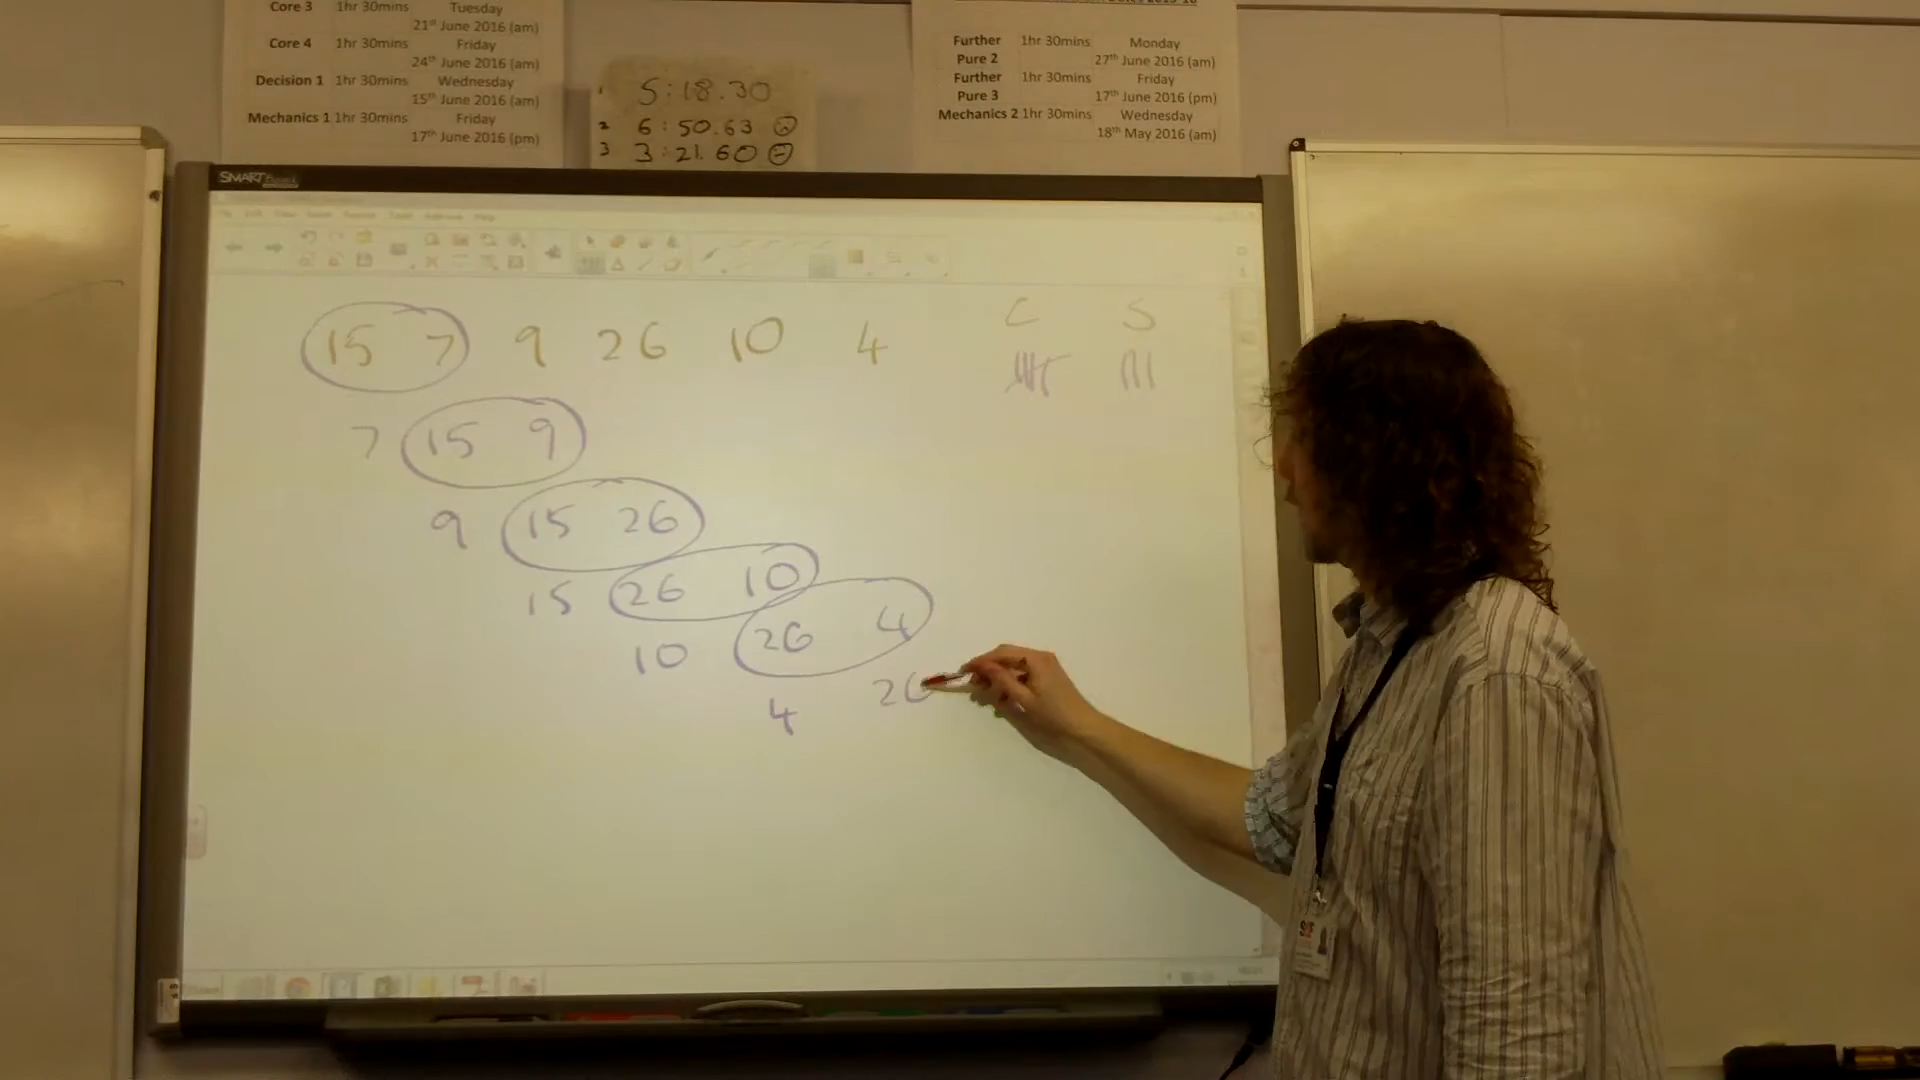 Core 3 1hr 30mins Tuesday
21st June 2016 (am)
Core 4 1hr 30mins Friday
24th June 2016 (am)
Decision 1 1hr 30mins Wednesday
15th June 2016 (am)
Mechanics 1 1hr 30mins Friday
17th June 2016 (pm)
1 5:18.30
2 6:50.63
3 3:21.60
Further 1hr 30mins Monday
Pure 2 27th June 2016 (am)
Further 1hr 30mins Friday
Pure 3 17th June 2016 (pm)
Mechanics 2 1hr 30mins Wednesday
18th May 2016 (am)
SMART Board
15 7 9 26 10 4 C S
7 15 9
9 15 26
15 26 10
10 26 4
4 26